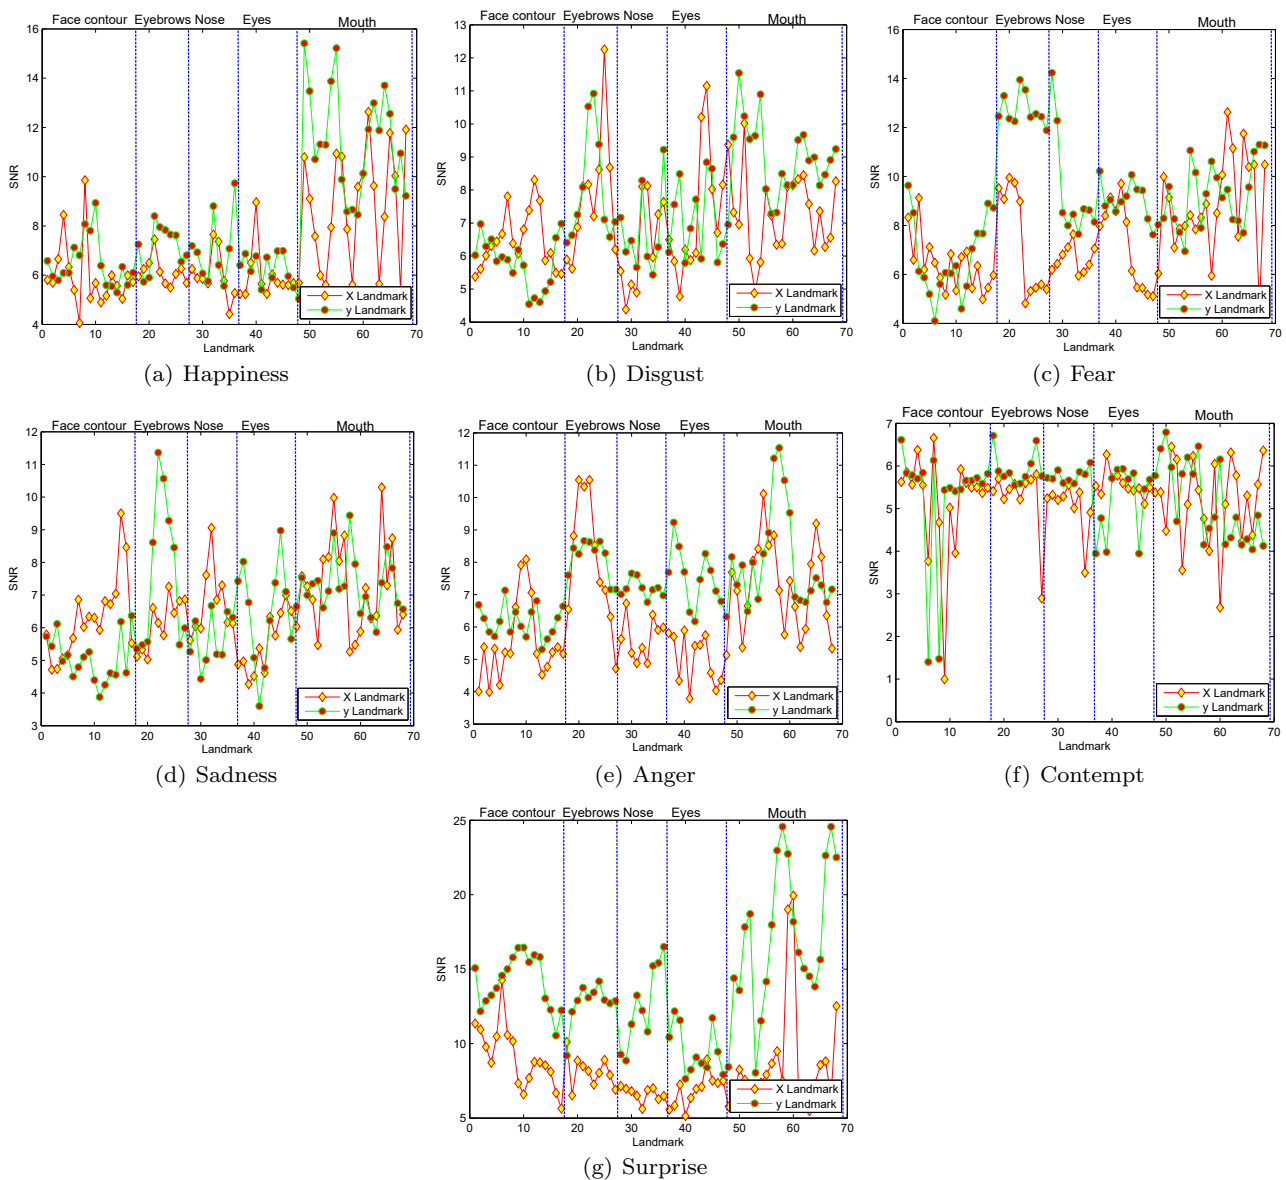 Face contour Eyebrows Nose Eyes Mouth
16
14
12
10
8
6
4
SNR
0 10 20 30 40 50 60 70
Landmark
X Landmark
y Landmark
(a) Happiness
Face contour Eyebrows Nose Eyes Mouth
13
12
11
10
9
8
7
6
5
4
SNR
0 10 20 30 40 50 60 70
Landmark
X Landmark
y Landmark
(b) Disgust
Face contour Eyebrows Nose Eyes Mouth
16
14
12
10
8
6
4
SNR
0 10 20 30 40 50 60 70
Landmark
X Landmark
y Landmark
(c) Fear
Face contour Eyebrows Nose Eyes Mouth
12
11
10
9
8
7
6
5
4
3
SNR
0 10 20 30 40 50 60 70
Landmark
X Landmark
y Landmark
(d) Sadness
Face contour Eyebrows Nose Eyes Mouth
12
11
10
9
8
7
6
5
4
3
SNR
0 10 20 30 40 50 60 70
Landmark
X Landmark
y Landmark
(e) Anger
Face contour Eyebrows Nose Eyes Mouth
7
6
5
4
3
2
1
0
SNR
0 10 20 30 40 50 60 70
Landmark
X Landmark
y Landmark
(f) Contempt
Face contour Eyebrows Nose Eyes Mouth
25
20
15
10
5
SNR
0 10 20 30 40 50 60 70
Landmark
X Landmark
y Landmark
(g) Surprise